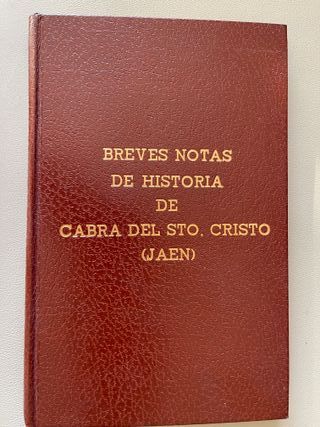 BREVES NOTAS
DE HISTORIA
DE
CABRA DEL STO. CRISTO
(JAEN)